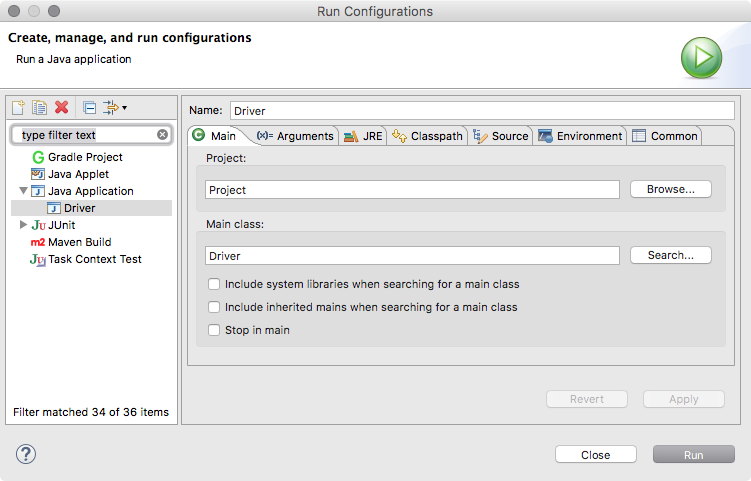 Run Configurations
Create, manage, and run configurations
Run a Java application
type filter text
Gradle Project
Java Applet
Java Application
Driver
JUnit
m2 Maven Build
Task Context Test
Filter matched 34 of 36 items
Name: Driver
Main (x)= Arguments JRE Classpath Source Environment Common
Project:
Project Browse...
Main class:
Driver Search...
Include system libraries when searching for a main class
Include inherited mains when searching for a main class
Stop in main
Revert Apply
? Close Run